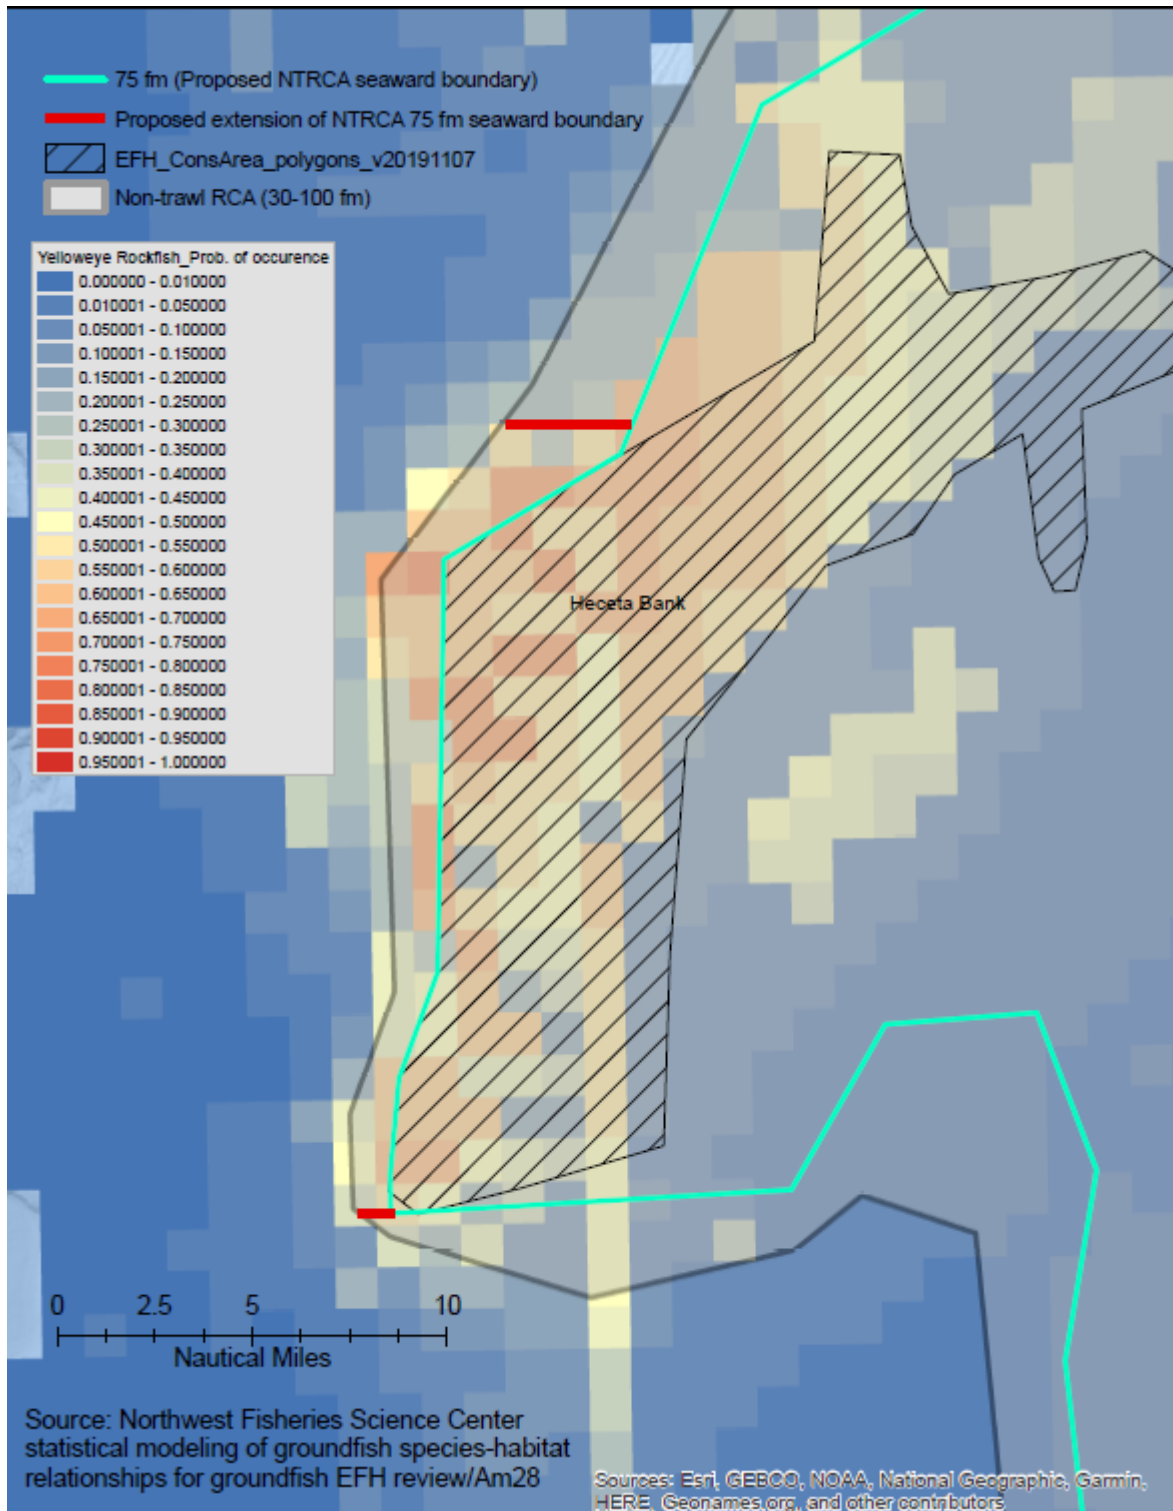 75 fm (Proposed NTRCA seaward boundary)
Proposed extension of NTRCA 75 fm seaward boundary
EFH_ConsArea_polygons_v20191107
Non-trawl RCA (30-100 fm)
Yelloweye Rockfish_Prob. of occurence
0.000000 - 0.010000
0.010001 - 0.050000
0.050001 - 0.100000
0.100001 - 0.150000
0.150001 - 0.200000
0.200001 - 0.250000
0.250001 - 0.300000
0.300001 - 0.350000
0.350001 - 0.400000
0.400001 - 0.450000
0.450001 - 0.500000
0.500001 - 0.550000
0.550001 - 0.600000
0.600001 - 0.650000
0.650001 - 0.700000
0.700001 - 0.750000
0.750001 - 0.800000
0.800001 - 0.850000
0.850001 - 0.900000
0.900001 - 0.950000
0.950001 - 1.000000
Heceta Bank
0 2.5 5 10
Nautical Miles
Source: Northwest Fisheries Science Center
statistical modeling of groundfish species-habitat
relationships for groundfish EFH review/Am28
Sources: Esri, GEBCO, NOAA, National Geographic, Garmin,
HERE, Geonames.org, and other contributors